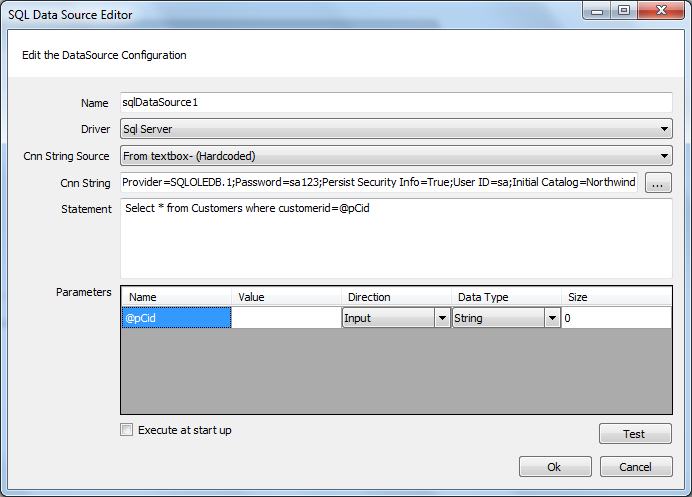 SQL Data Source Editor
Edit the DataSource Configuration
Name sqlDataSource1
Driver Sql Server
Cnn String Source From textbox- (Hardcoded)
Cnn String Provider=SQLOLEDB.1;Password=sa123;Persist Security Info=True;User ID=sa;Initial Catalog=Northwind ...
Statement Select * from Customers where customerid=@pCid
Parameters Name Value Direction Data Type Size
@pCid Input String 0
Execute at start up Test
Ok Cancel